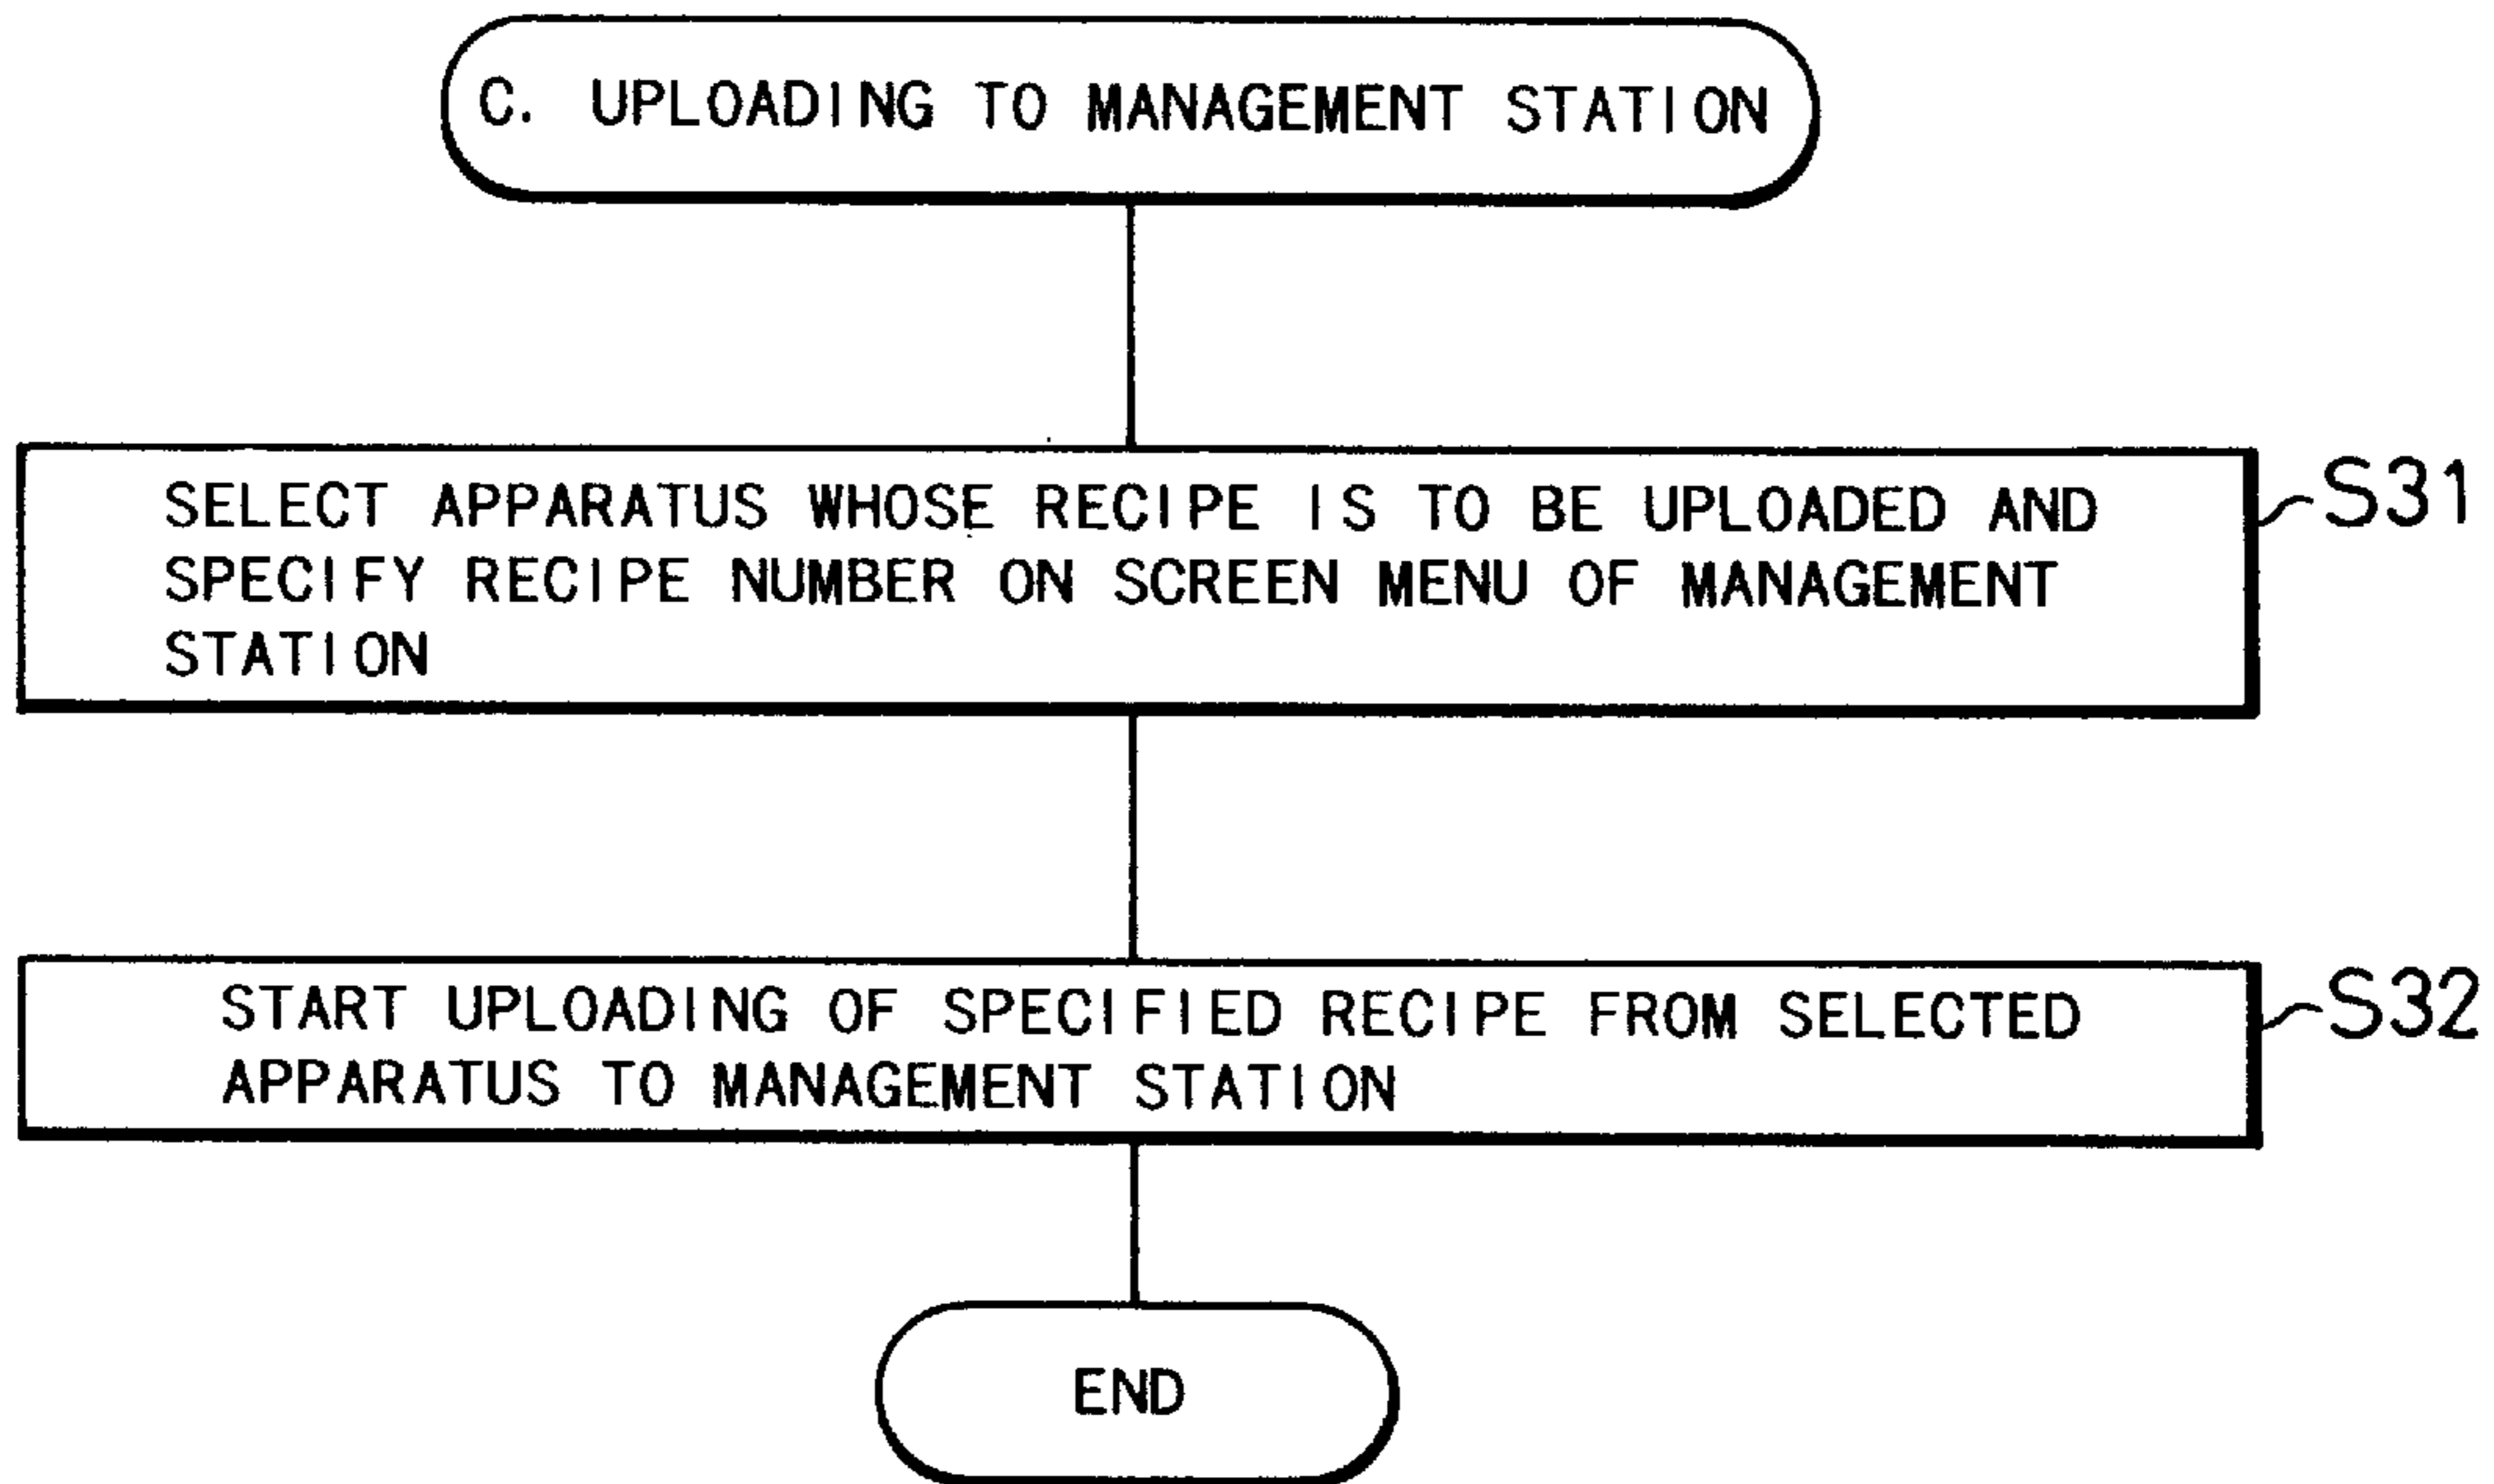 C. UPLOADING TO MANAGEMENT STATION
SELECT APPARATUS WHOSE RECIPE IS TO BE UPLOADED AND
SPECIFY RECIPE NUMBER ON SCREEN MENU OF MANAGEMENT
STATION
S31
START UPLOADING OF SPECIFIED RECIPE FROM SELECTED
APPARATUS TO MANAGEMENT STATION
S32
END